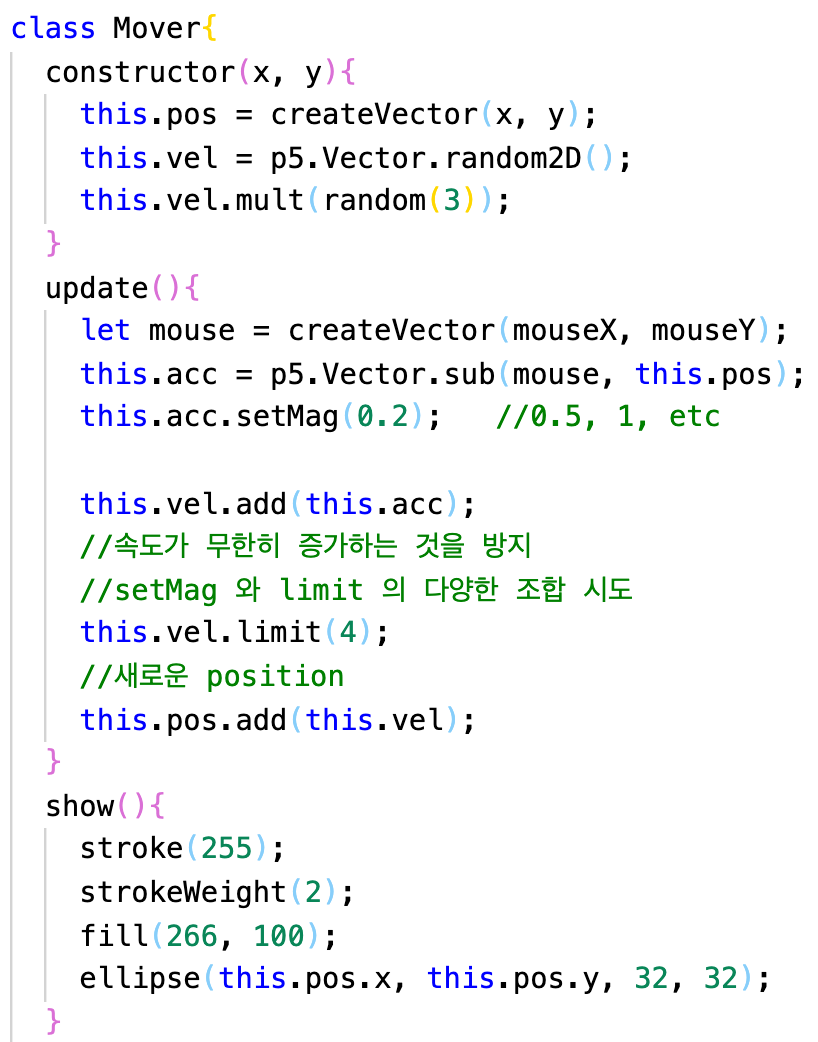 class Mover{
constructor(x, y){
this.pos = createVector(x, y);
this.vel = p5.Vector.random2D();
this.vel.mult(random(3));
}
update(){
let mouse = createVector(mouseX, mouseY);
this.acc = p5.Vector.sub(mouse, this.pos);
this.acc.setMag(0.2);   //0.5, 1, etc
this.vel.add(this.acc);
//속도가 무한히 증가하는 것을 방지
//setMag 와 limit 의 다양한 조합 시도
this.vel.limit(4);
//새로운 position
this.pos.add(this.vel);
}
show(){
stroke(255);
strokeWeight(2);
fill(266, 100);
ellipse(this.pos.x, this.pos.y, 32, 32);
}